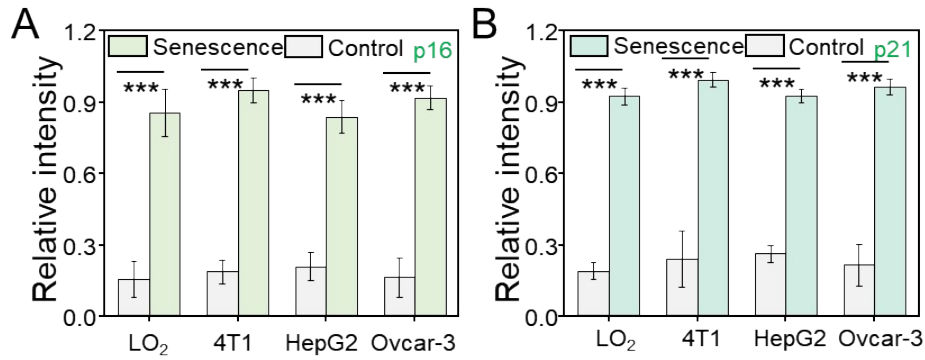 A
Relative intensity
1.2
0.9
0.6
0.3
0.0
Senescence Control p16
*** *** *** ***
LO₂ 4T1 HepG2 Ovcar-3
B
Relative intensity
1.2
0.9
0.6
0.3
0.0
Senescence Control p21
*** *** *** ***
LO₂ 4T1 HepG2 Ovcar-3